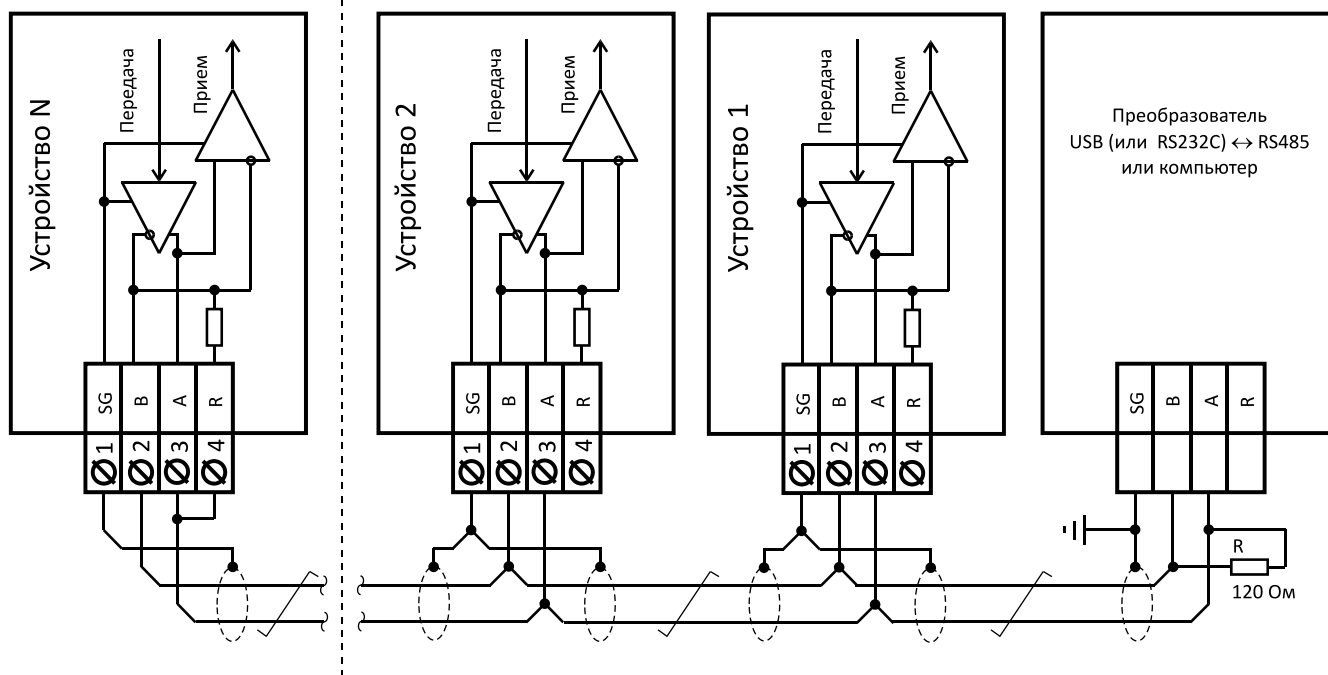 Устройство N
Передача
Прием
SG
B
A
R
1
2
3
4
Устройство 2
Передача
Прием
SG
B
A
R
1
2
3
4
Устройство 1
Передача
Прием
SG
B
A
R
1
2
3
4
Преобразователь
USB (или RS232C) ↔ RS485
или компьютер
SG
B
A
R
R
120 Ом